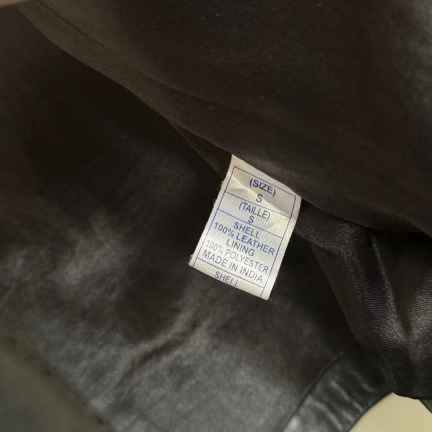 (SIZE)
S
(TAILLE)
S
SHELL
100% LEATHER
LINING
100% POLYESTER
MADE IN INDIA
SHELL